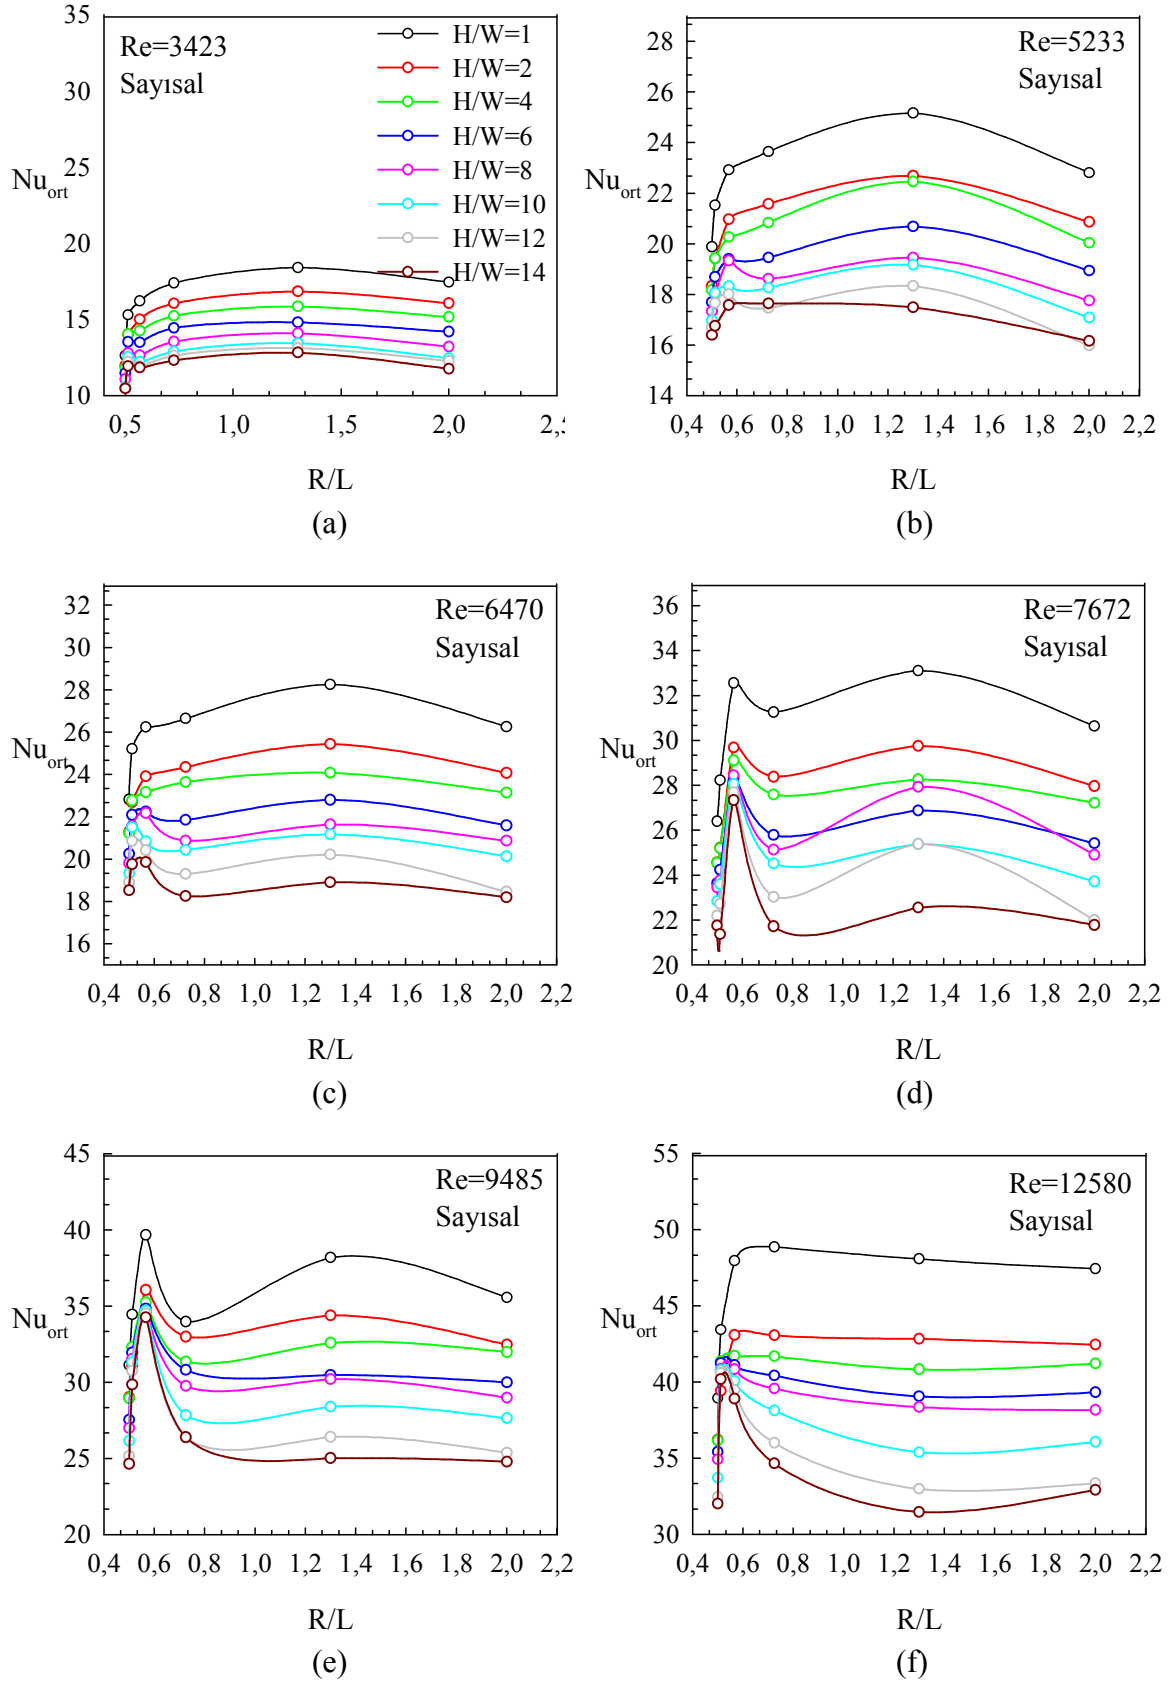 35
30
25
20
15
10
Nu_ort
Re=3423
Sayısal
H/W=1
H/W=2
H/W=4
H/W=6
H/W=8
H/W=10
H/W=12
H/W=14
0,5 1,0 1,5 2,0 2,5
R/L
(a)
28
26
24
22
20
18
16
14
Nu_ort
Re=5233
Sayısal
0,4 0,6 0,8 1,0 1,2 1,4 1,6 1,8 2,0 2,2
R/L
(b)
32
30
28
26
24
22
20
18
16
Nu_ort
Re=6470
Sayısal
0,4 0,6 0,8 1,0 1,2 1,4 1,6 1,8 2,0 2,2
R/L
(c)
36
33
30
28
26
24
22
20
Nu_ort
Re=7672
Sayısal
0,4 0,6 0,8 1,0 1,2 1,4 1,6 1,8 2,0 2,2
R/L
(d)
45
40
35
30
25
20
Nu_ort
Re=9485
Sayısal
0,4 0,6 0,8 1,0 1,2 1,4 1,6 1,8 2,0 2,2
R/L
(e)
55
50
45
40
35
30
Nu_ort
Re=12580
Sayısal
0,4 0,6 0,8 1,0 1,2 1,4 1,6 1,8 2,0 2,2
R/L
(f)